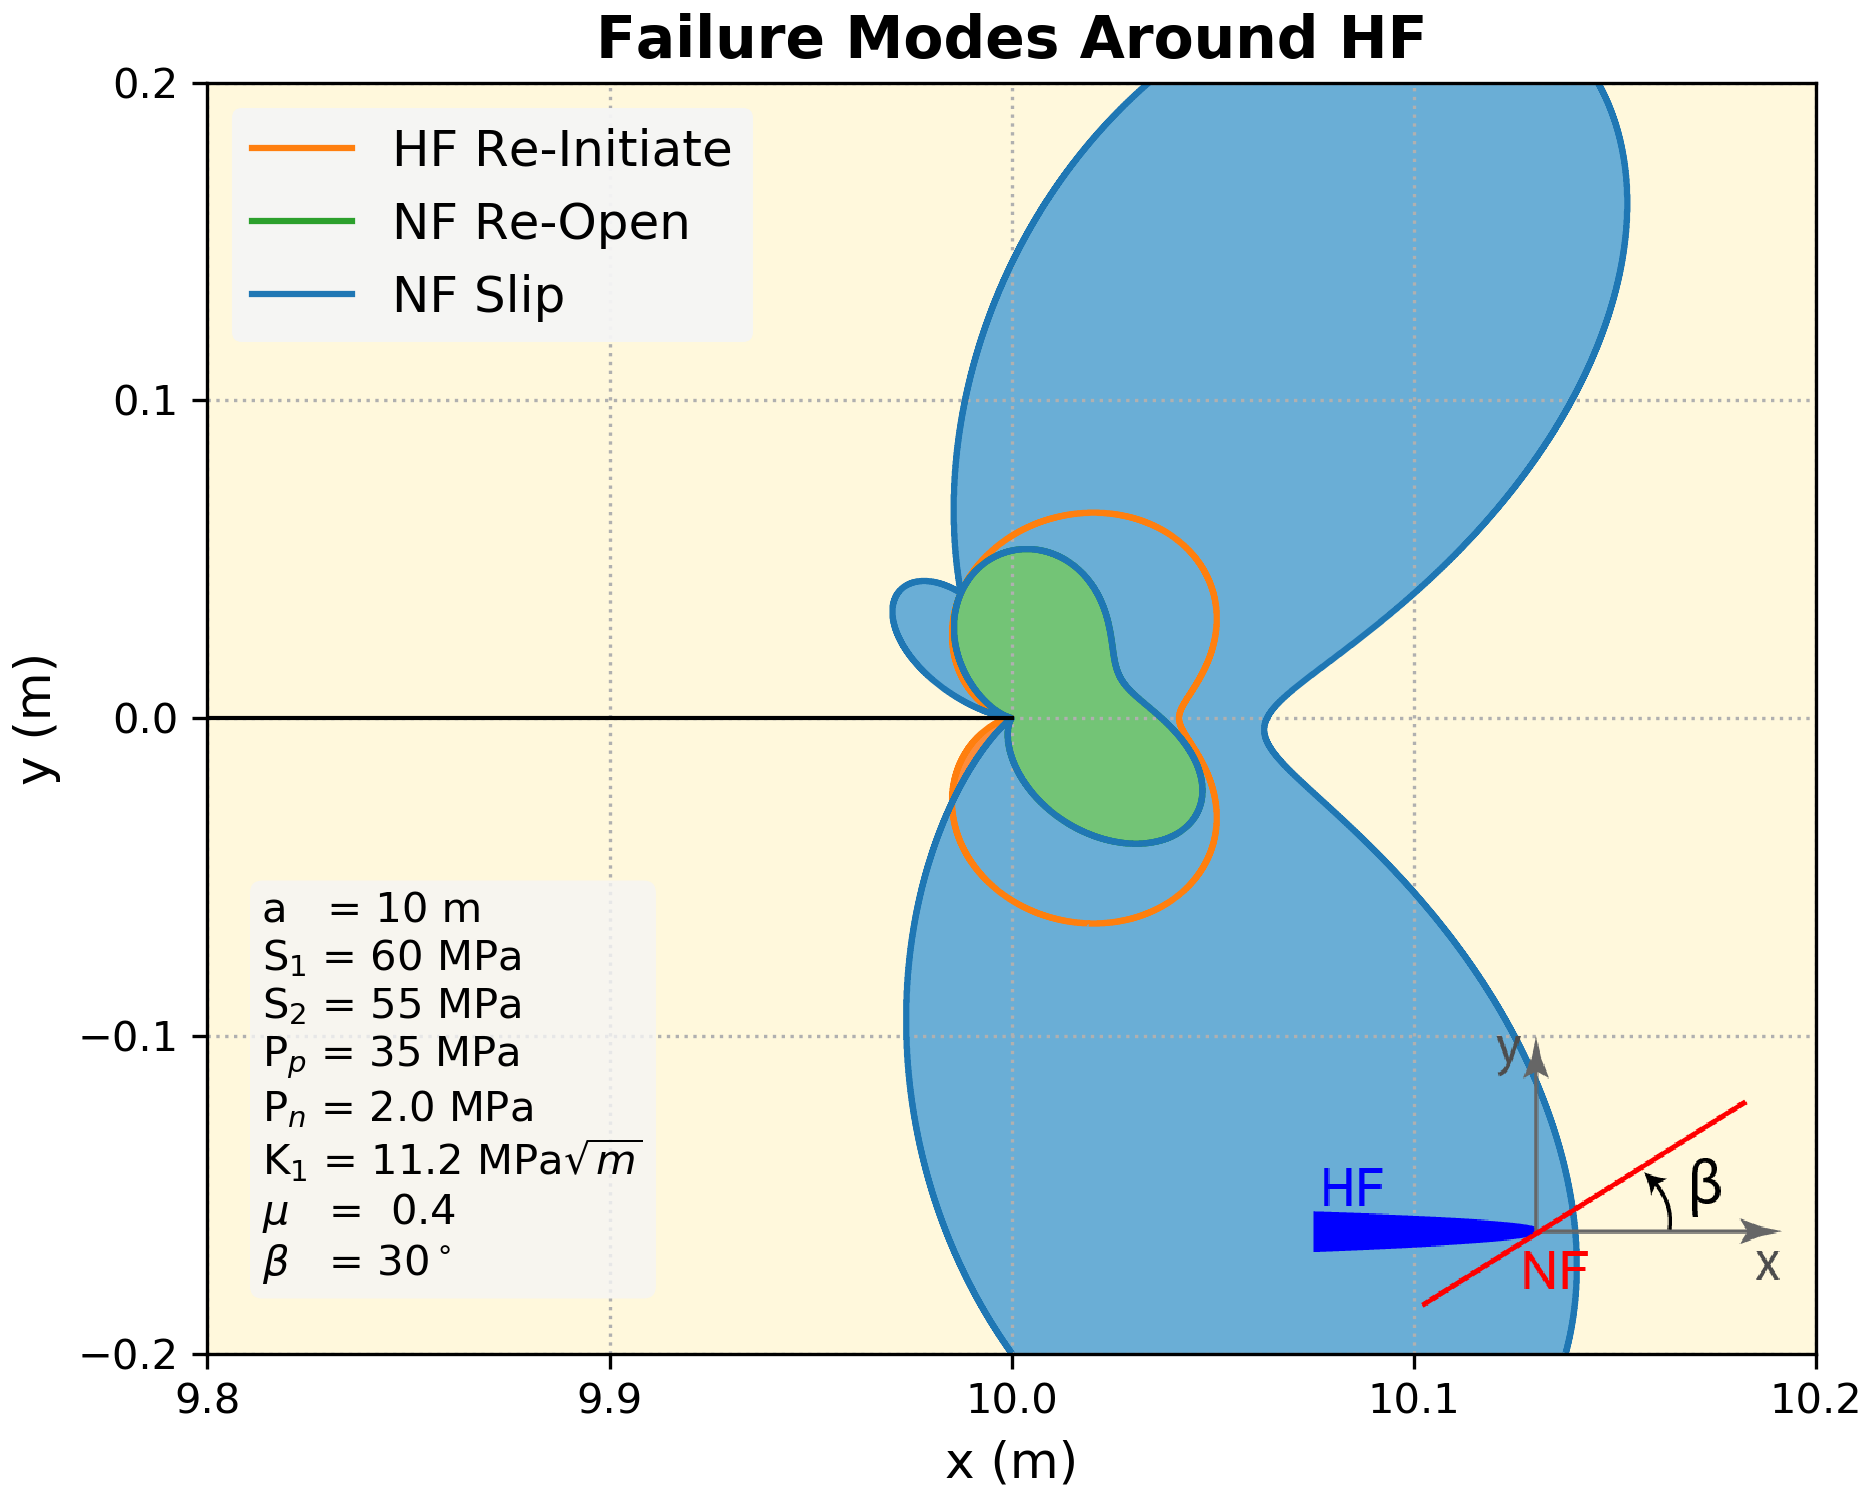 Failure Modes Around HF
0.2
0.1
0.0
−0.1
−0.2
y (m)
HF Re-Initiate
NF Re-Open
NF Slip
a = 10 m
S₁ = 60 MPa
S₂ = 55 MPa
Pₚ = 35 MPa
Pₙ = 2.0 MPa
K₁ = 11.2 MPa√m
μ = 0.4
β = 30°
y
HF
β
NF
x
9.8 9.9 10.0 10.1 10.2
x (m)